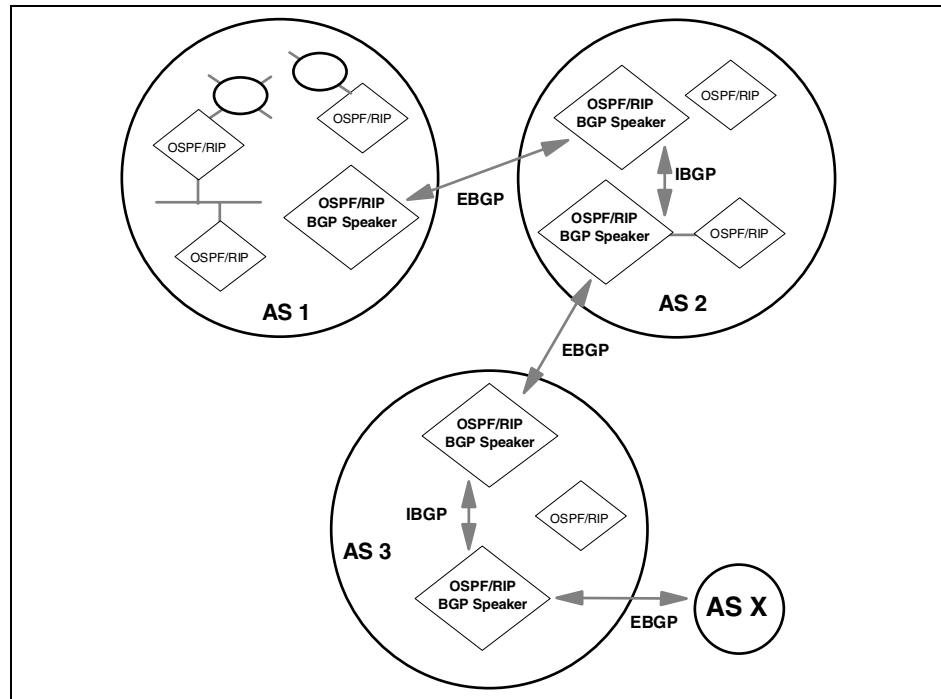 OSPF/RIP
OSPF/RIP
OSPF/RIP
BGP Speaker
OSPF/RIP
AS 1
EBGP
OSPF/RIP
BGP Speaker
OSPF/RIP
IBGP
OSPF/RIP
BGP Speaker
OSPF/RIP
AS 2
EBGP
OSPF/RIP
BGP Speaker
IBGP
OSPF/RIP
AS 3
OSPF/RIP
BGP Speaker
EBGP
AS X